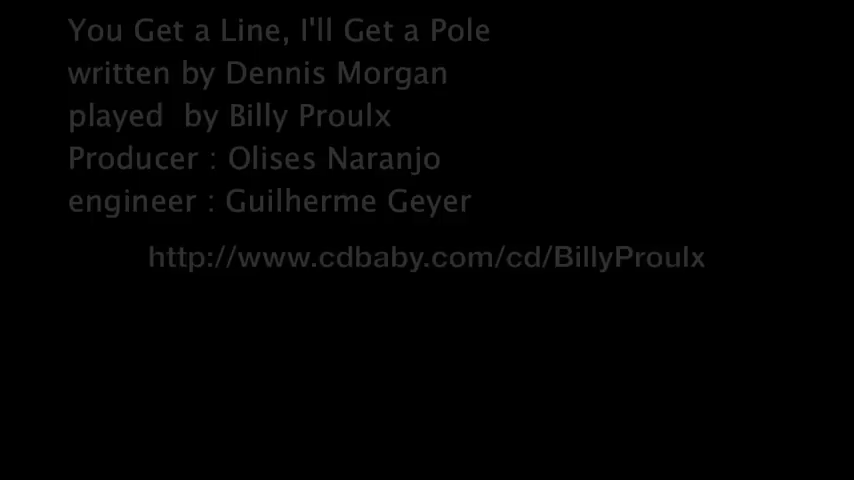 You Get a Line, I'll Get a Pole
written by Dennis Morgan
played  by Billy Proulx
Producer : Olises Naranjo
engineer : Guilherme Geyer
http://www.cdbaby.com/cd/BillyProulx